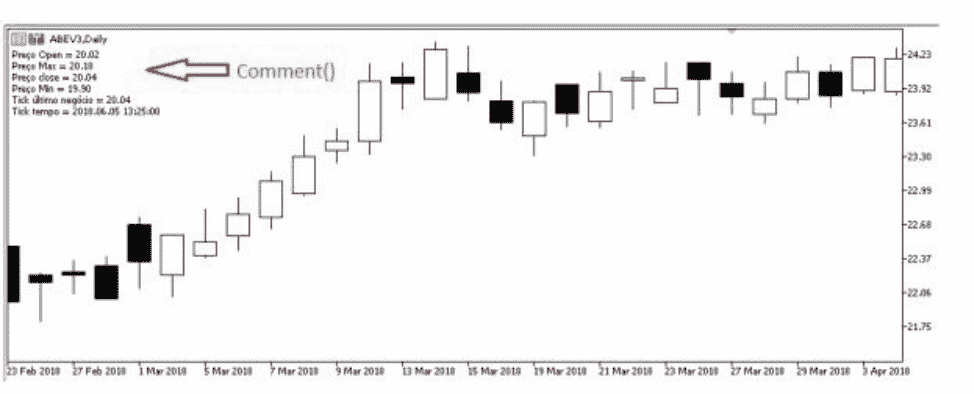 ABEV3,Daily
Preço Open = 20.02
Preço Max = 20.18
Preço close = 20.04
Preço Min = 19.90
Tick último negócio = 20.04
Tick tempo = 2018.06.05 13:25:00
Comment()
24.23
23.92
23.61
23.30
22.99
22.68
22.37
22.06
21.75
23 Feb 2018 27 Feb 2018 1 Mar 2018 5 Mar 2018 7 Mar 2018 9 Mar 2018 13 Mar 2018 15 Mar 2018 19 Mar 2018 21 Mar 2018 23 Mar 2018 27 Mar 2018 29 Mar 2018 3 Apr 2018